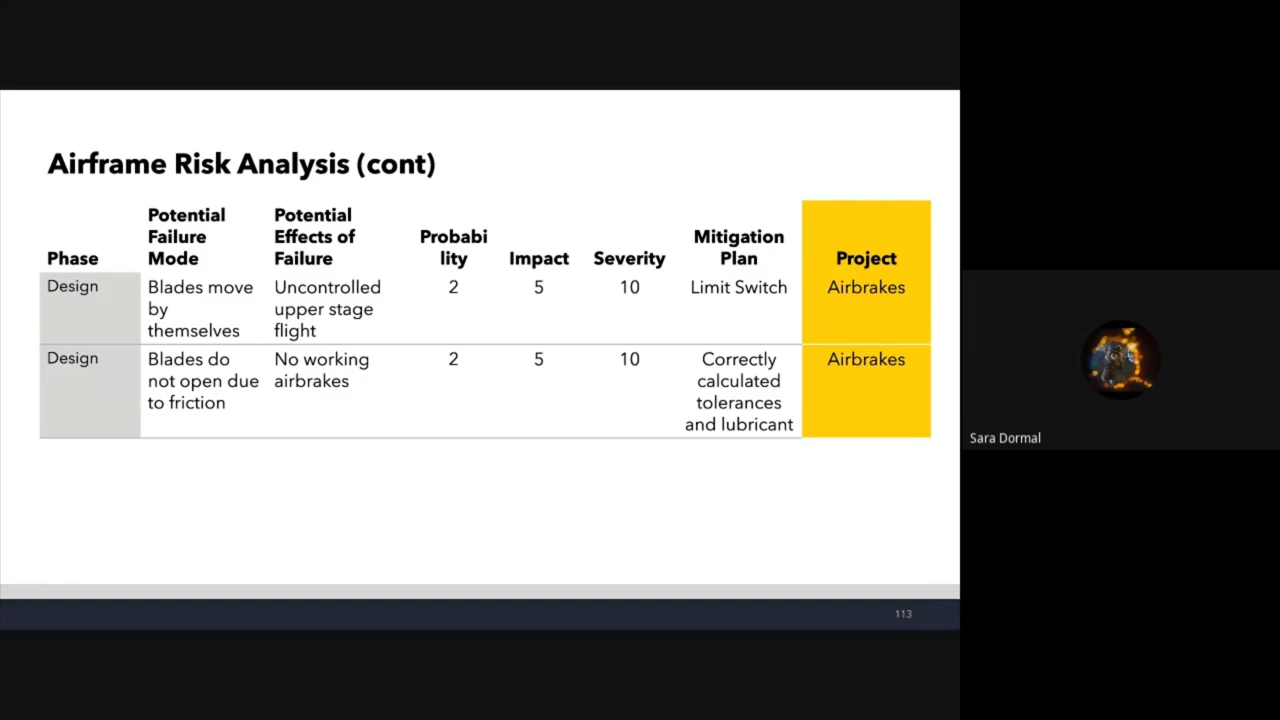 Airframe Risk Analysis (cont)
Phase
Potential
Failure
Mode
Potential
Effects of
Failure
Probabi
lity
Impact
Severity
Mitigation
Plan
Project
Design
Blades move
by
themselves
Uncontrolled
upper stage
flight
2
5
10
Limit Switch
Airbrakes
Design
Blades do
not open due
to friction
No working
airbrakes
2
5
10
Correctly
calculated
tolerances
and lubricant
Airbrakes
113
Sara Dormal